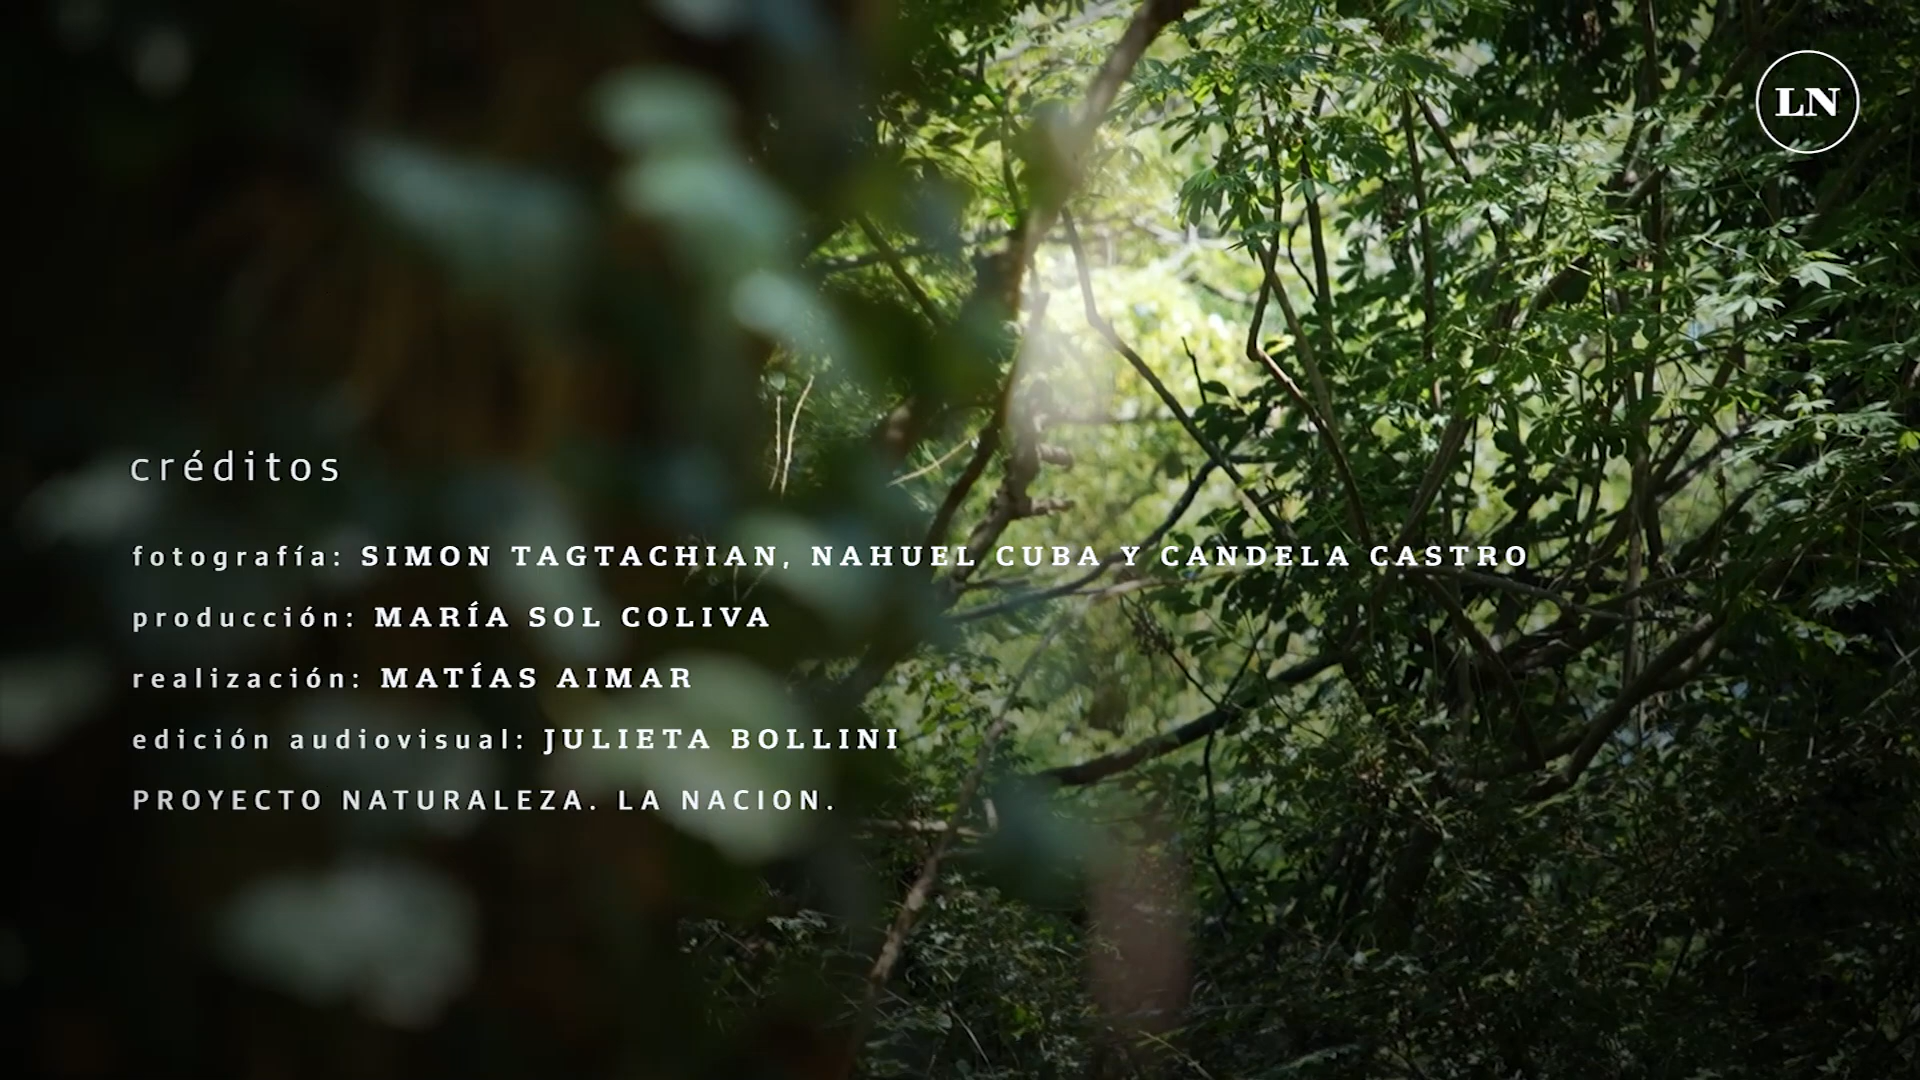 LN
créditos
fotografía: SIMON TAGTACHIAN, NAHUEL CUBA Y CANDELA CASTRO
producción: MARÍA SOL COLIVA
realización: MATÍAS AIMAR
edición audiovisual: JULIETA BOLLINI
PROYECTO NATURALEZA. LA NACION.